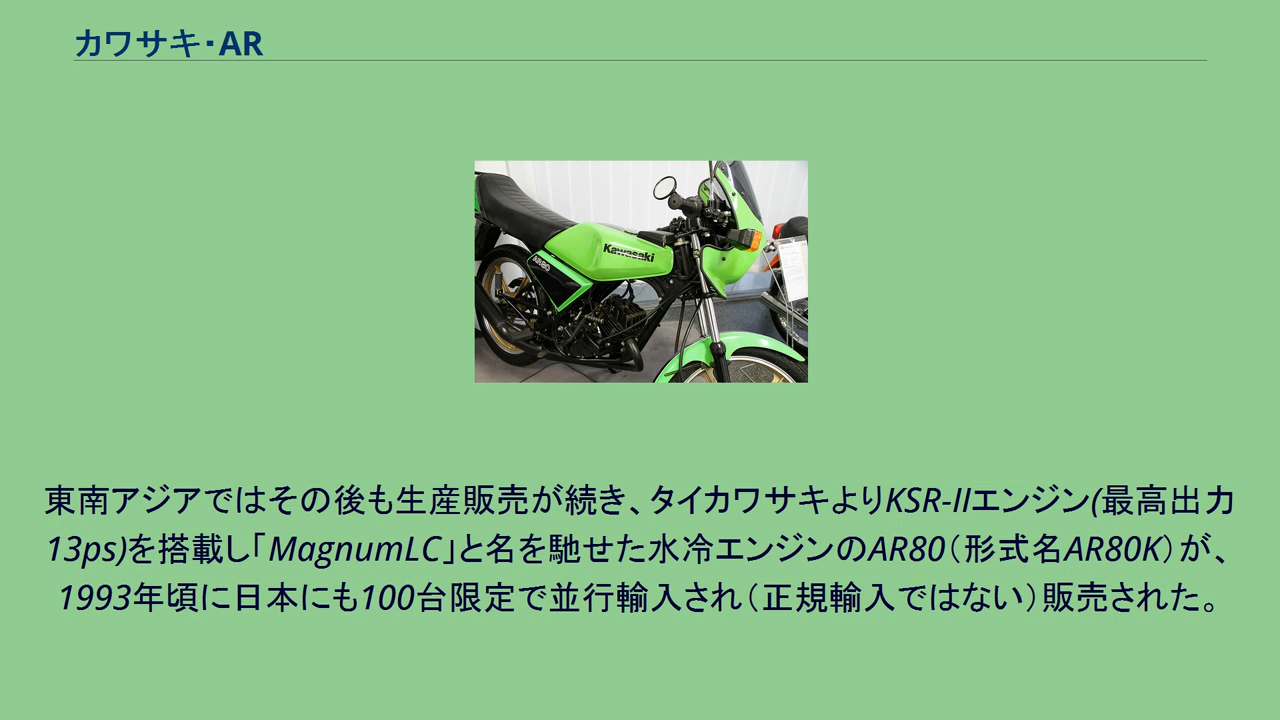 カワサキ・AR
Kawasaki
AR80
東南アジアではその後も生産販売が続き、タイカワサキよりKSR-IIエンジン(最高出力
13ps)を搭載し「MagnumLC」と名を馳せた水冷エンジンのAR80（形式名AR80K）が、
1993年頃に日本にも100台限定で並行輸入され（正規輸入ではない）販売された。